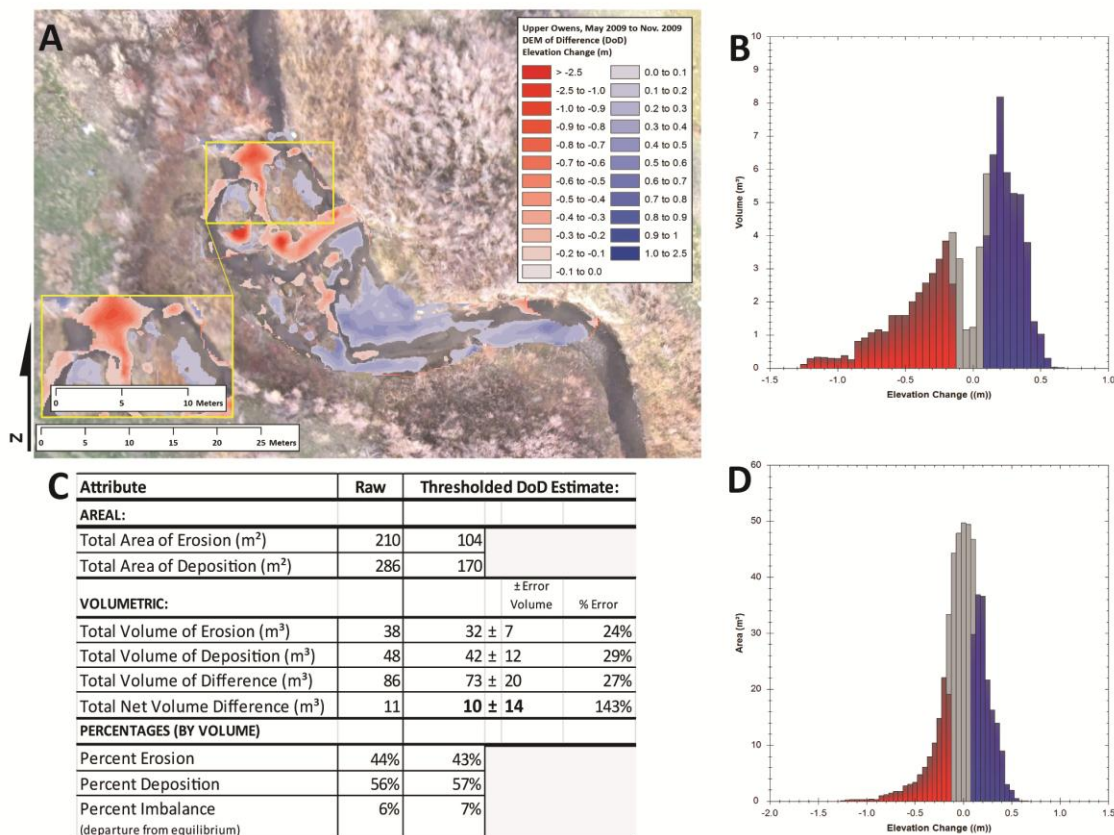 A
Upper Owens, May 2009 to Nov. 2009
DEM of Difference (DoD)
Elevation Change (m)
> -2.5
-2.5 to -1.0
-1.0 to -0.9
-0.9 to -0.8
-0.8 to -0.7
-0.7 to -0.6
-0.6 to -0.5
-0.5 to -0.4
-0.4 to -0.3
-0.3 to -0.2
-0.2 to -0.1
-0.1 to 0.0
0.0 to 0.1
0.1 to 0.2
0.2 to 0.3
0.3 to 0.4
0.4 to 0.5
0.5 to 0.6
0.6 to 0.7
0.7 to 0.8
0.8 to 0.9
0.9 to 1
1.0 to 2.5
0 5 10 Meters
0 5 10 15 20 25 Meters
N
B
10
9
8
7
6
5
4
3
2
1
0
Volume (m³)
-1.5 -1.0 -0.5 0.0 0.5 1.0
Elevation Change ((m))
C
Attribute Raw Thresholded DoD Estimate:
AREAL:
Total Area of Erosion (m²) 210 104
Total Area of Deposition (m²) 286 170
VOLUMETRIC: ± Error Volume % Error
Total Volume of Erosion (m³) 38 32 ± 7 24%
Total Volume of Deposition (m³) 48 42 ± 12 29%
Total Volume of Difference (m³) 86 73 ± 20 27%
Total Net Volume Difference (m³) 11 10 ± 14 143%
PERCENTAGES (BY VOLUME)
Percent Erosion 44% 43%
Percent Deposition 56% 57%
Percent Imbalance 6% 7%
(departure from equilibrium)
D
60
50
40
30
20
10
0
Area (m²)
-1.5 -1.0 -0.5 0.0 0.5 1.0 1.5
Elevation Change ((m))